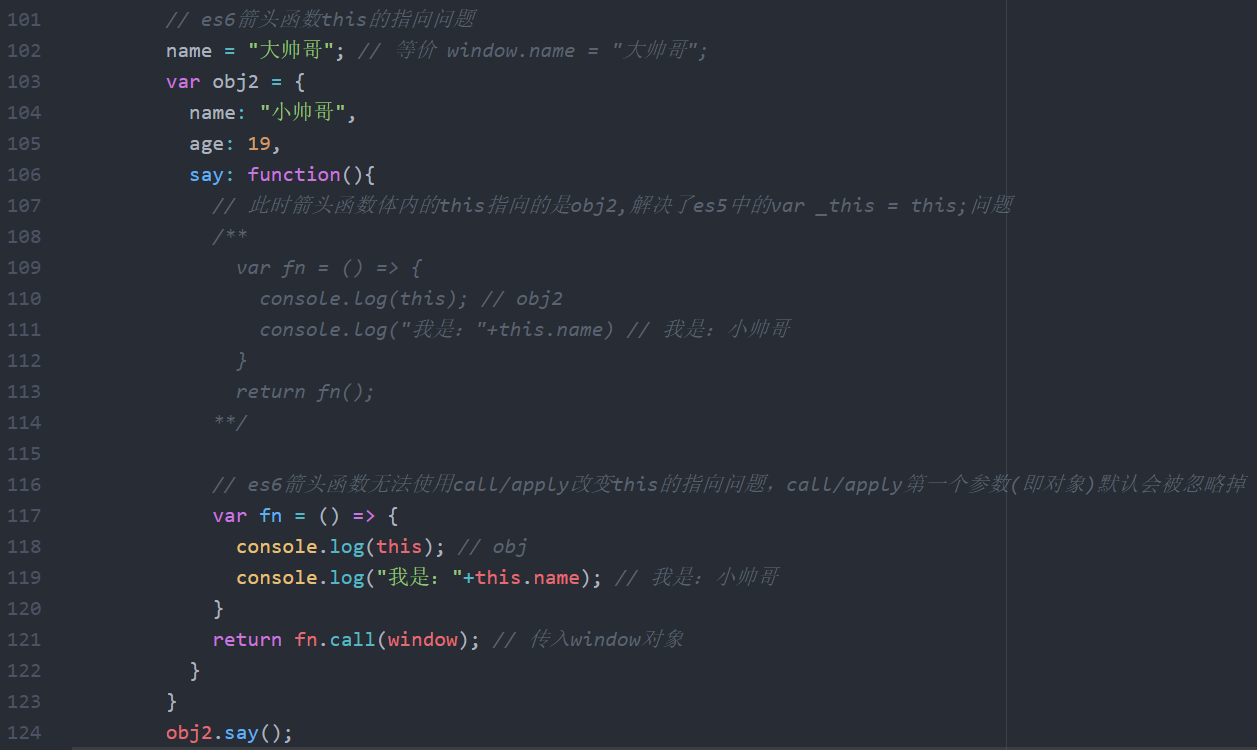 101 // es6箭头函数this的指向问题
102 name = "大帅哥"; // 等价 window.name = "大帅哥";
103 var obj2 = {
104 name: "小帅哥",
105 age: 19,
106 say: function(){
107 // 此时箭头函数体内的this指向的是obj2,解决了es5中的var _this = this;问题
108 /**
109 var fn = () => {
110 console.log(this); // obj2
111 console.log("我是: "+this.name) // 我是: 小帅哥
112 }
113 return fn();
114 **/
115
116 // es6箭头函数无法使用call/apply改变this的指向问题，call/apply第一个参数(即对象)默认会被忽略掉
117 var fn = () => {
118 console.log(this); // obj
119 console.log("我是: "+this.name); // 我是: 小帅哥
120 }
121 return fn.call(window); // 传入window对象
122 }
123 }
124 obj2.say();